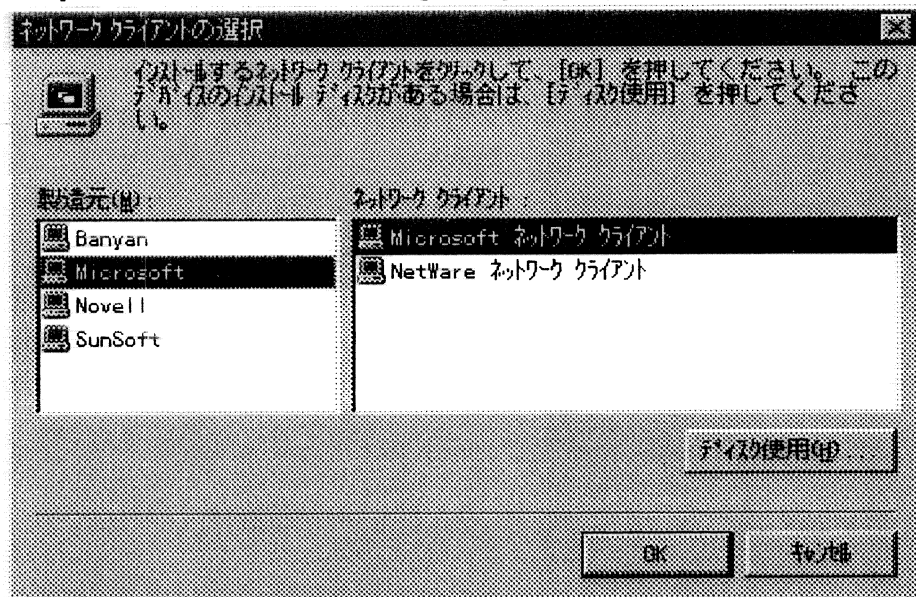 ネットワーク クライアントの選択
インストールするネットワーク クライアントをクリックして、[OK] を押してください。この
デバイスのインストール ディスクがある場合は、[ディスク使用] を押してくださ
い。
製造元(M):
ネットワーク クライアント
Banyan
Microsoft
Novell
SunSoft
Microsoft ネットワーク クライアント
NetWare ネットワーク クライアント
ディスク使用(H)...
OK
キャンセル